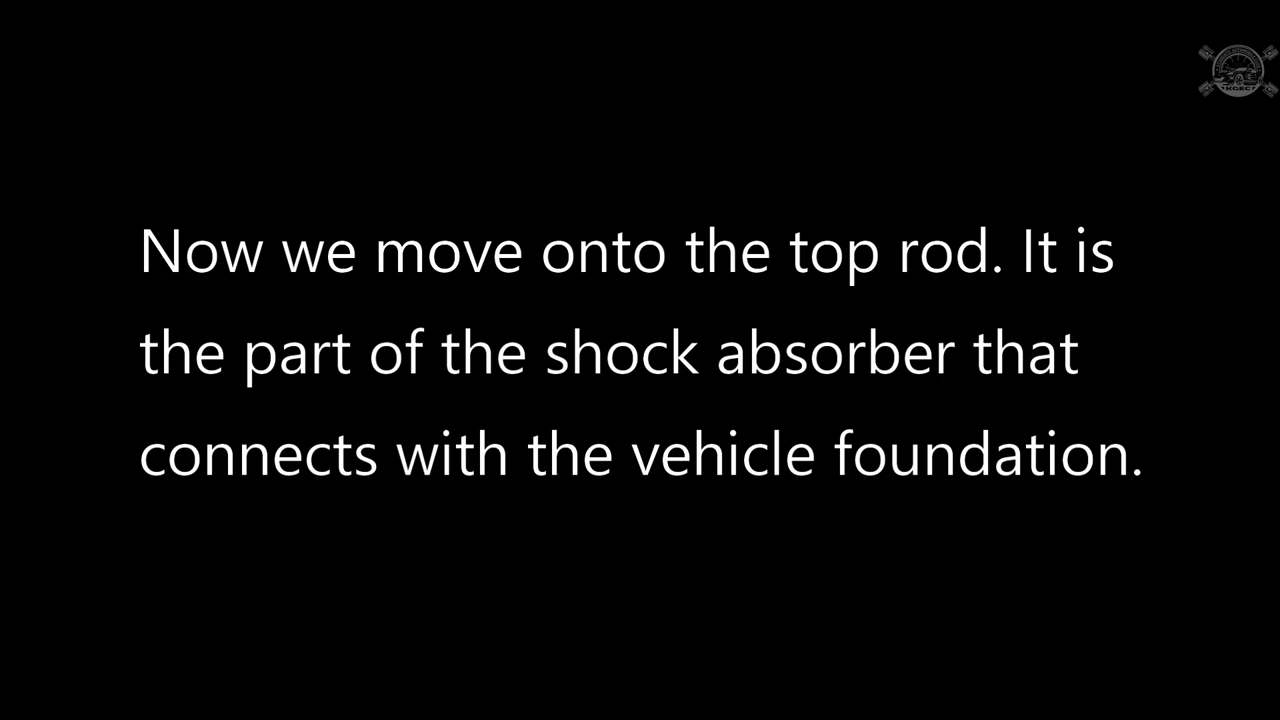 Now we move onto the top rod. It is
the part of the shock absorber that
connects with the vehicle foundation.
KGEC